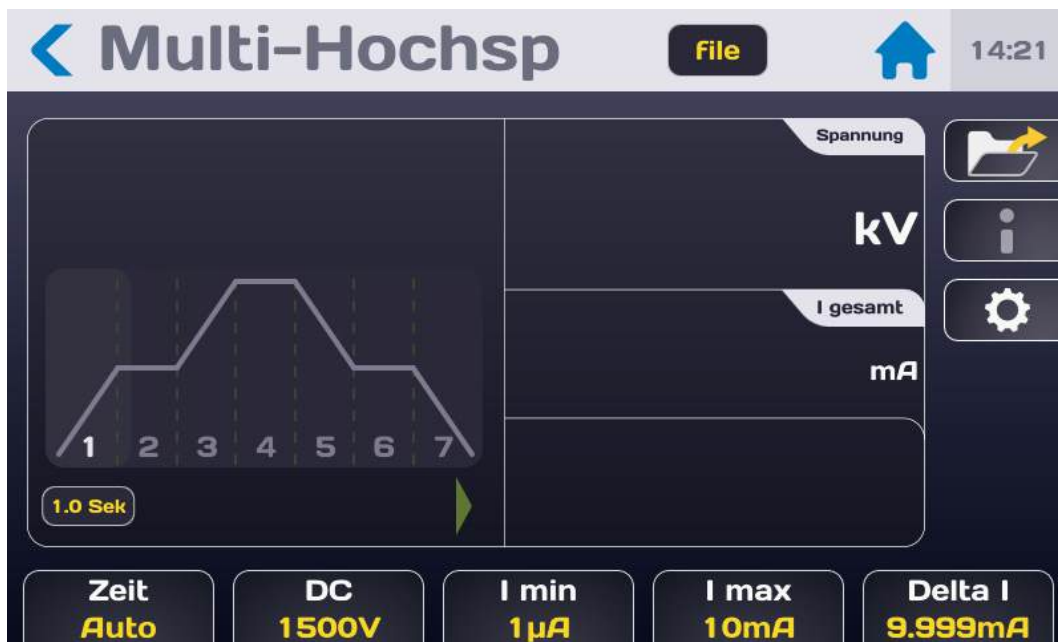 Multi-Hochsp
file
14:21
Spannung
kV
I gesamt
mA
1 2 3 4 5 6 7
1.0 Sek
Zeit DC I min I max Delta I
Auto 1500V 1µA 10mA 9.999mA